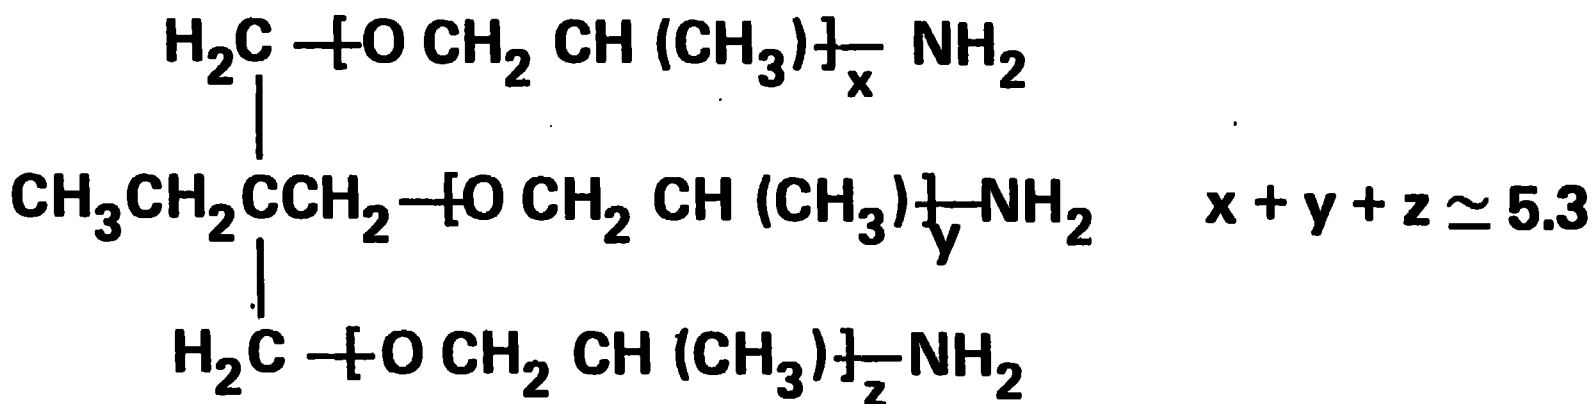 H₂C —[O CH₂ CH (CH₃)]ₓ— NH₂
CH₃CH₂CCH₂—[O CH₂ CH (CH₃)]y—NH₂ x + y + z ≃ 5.3
H₂C —[O CH₂ CH (CH₃)]z—NH₂